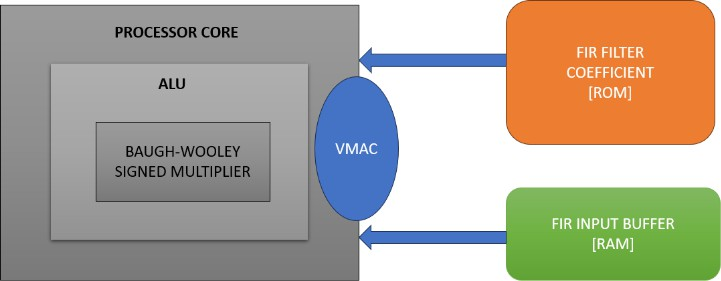 PROCESSOR CORE
ALU
BAUGH-WOOLEY
SIGNED MULTIPLIER
VMAC
FIR FILTER
COEFFICIENT
[ROM]
FIR INPUT BUFFER
[RAM]